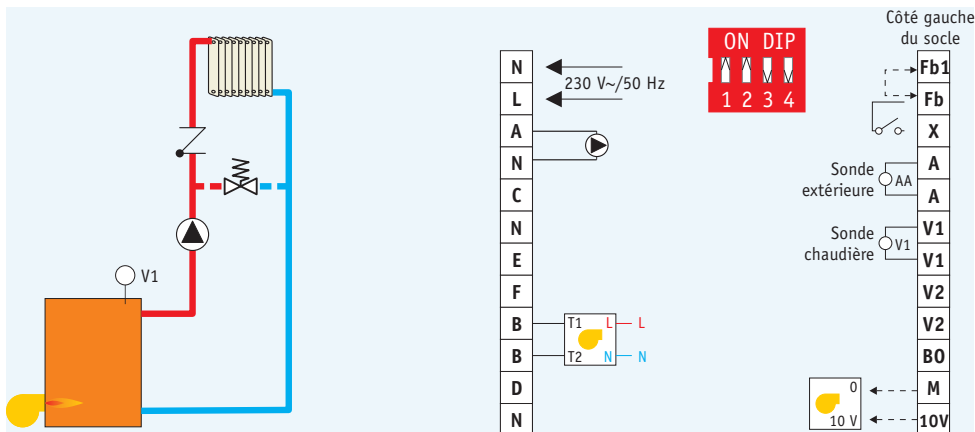 V1
N
L
A
N
C
N
E
F
B
B
D
N
230 V~/50 Hz
T1 L L
T2 N N
ON DIP
1 2 3 4
Côté gauche
du socle
Fb1
Fb
X
A
A
V1
V1
V2
V2
BO
M
10V
Sonde
extérieure
AA
Sonde
chaudière
V1
0
10 V